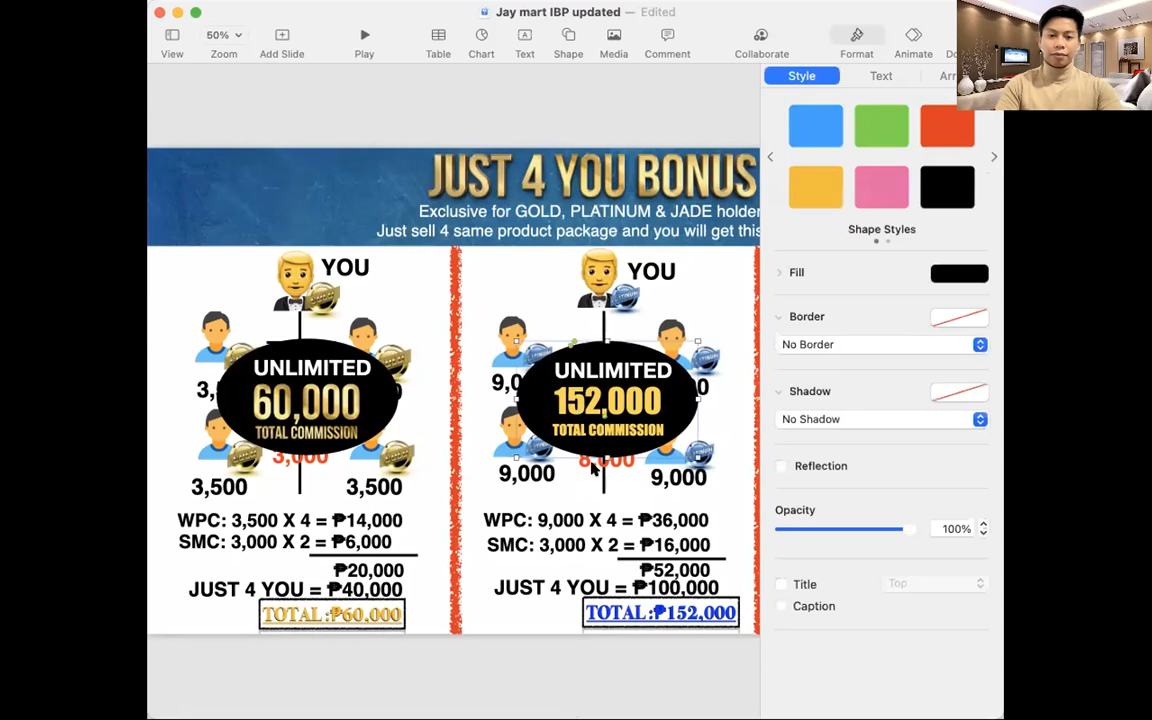 Jay mart IBP updated — Edited
50%
View
Zoom
Add Slide
Play
Table
Chart
Text
Shape
Media
Comment
Collaborate
Format
Animate
Style
Text
Shape Styles
Fill
Border
No Border
Shadow
No Shadow
Reflection
Opacity
100%
Title
Top
Caption
JUST 4 YOU BONUS
Exclusive for GOLD, PLATINUM & JADE holder
Just sell 4 same product package and you will get this
YOU
UNLIMITED
60,000
TOTAL COMMISSION
3,000
3,500
3,500
WPC: 3,500 X 4 = ₱14,000
SMC: 3,000 X 2 = ₱6,000
₱20,000
JUST 4 YOU = ₱40,000
TOTAL:₱60,000
YOU
UNLIMITED
152,000
TOTAL COMMISSION
9,000
9,000
WPC: 9,000 X 4 = ₱36,000
SMC: 3,000 X 2 = ₱16,000
₱52,000
JUST 4 YOU = ₱100,000
TOTAL:₱152,000